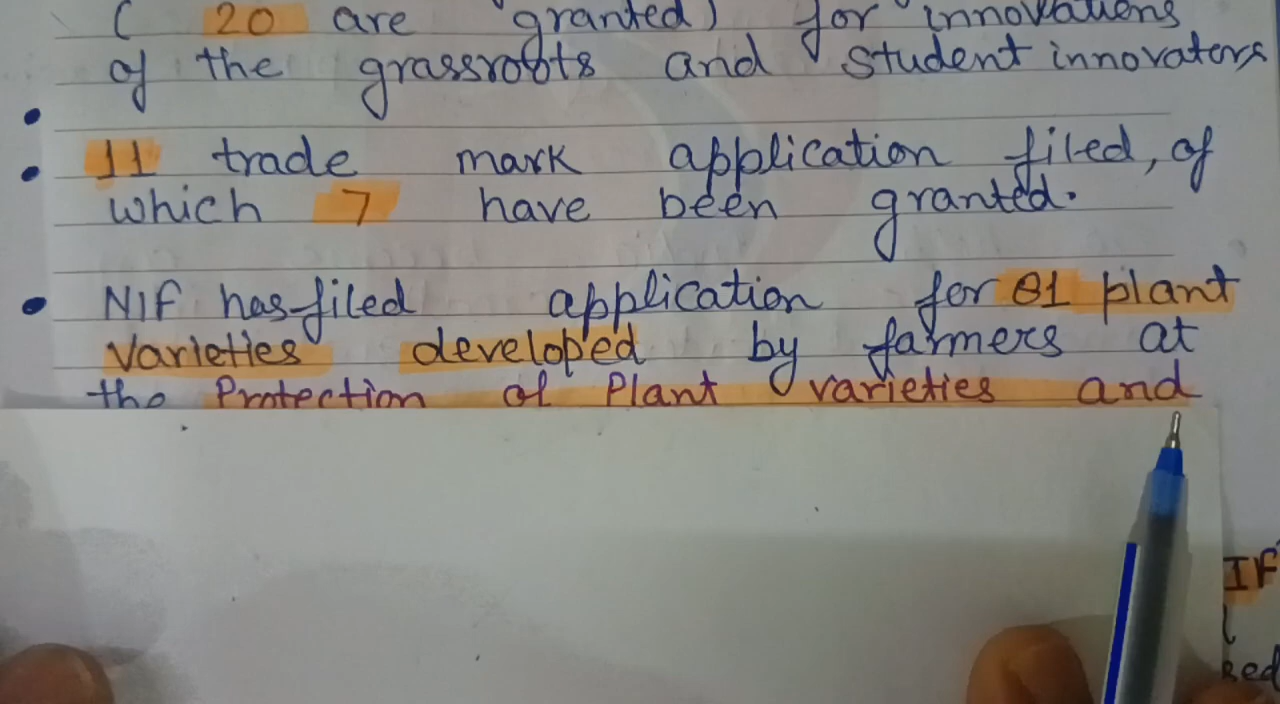 ( 20 are granted) for innovations
of the grassroots and student innovators
11 trade mark application filed, of
which 7 have been granted.
NIF has filed application for 81 plant
varieties developed by farmers at
the Protection of Plant varieties and
IF
sed